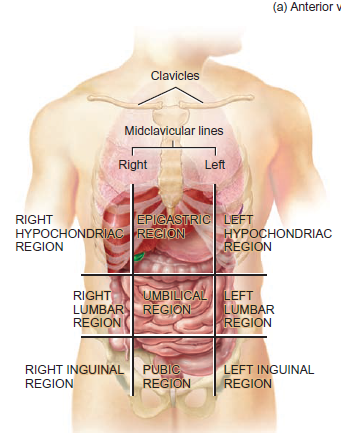 (a) Anterior v
Clavicles
Midclavicular lines
Right
Left
RIGHT
HYPOCHONDRIAC
REGION
EPIGASTRIC
REGION
LEFT
HYPOCHONDRIAC
REGION
RIGHT
LUMBAR
REGION
UMBILICAL
REGION
LEFT
LUMBAR
REGION
RIGHT INGUINAL
REGION
PUBIC
REGION
LEFT INGUINAL
REGION